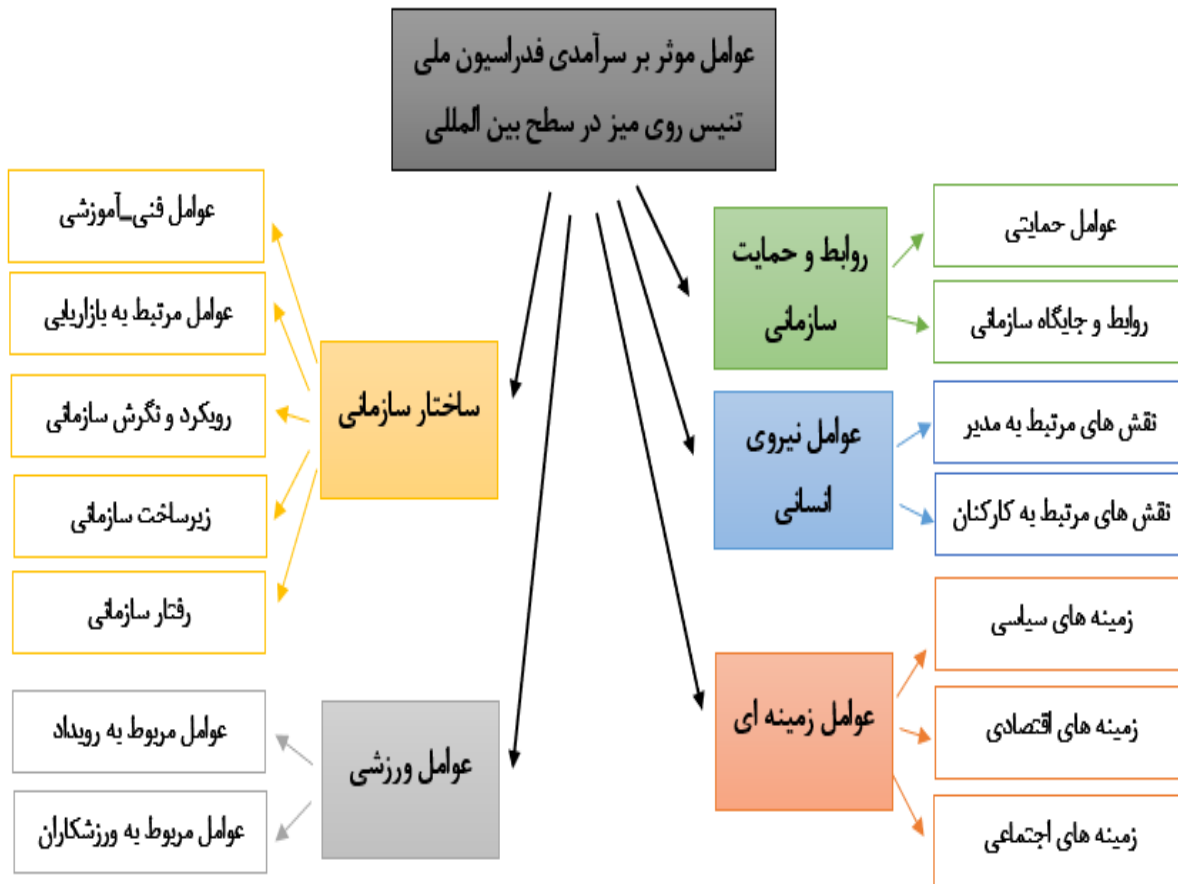 عوامل موثر بر سرآمدی فدراسیون ملی
تنیس روی میز در سطح بین المللی
روابط و حمایت
سازمانی
عوامل حمایتی
روابط و جایگاه سازمانی
عوامل نیروی
انسانی
نقش های مرتبط به مدیر
نقش های مرتبط به کارکنان
عوامل زمینه ای
زمینه های سیاسی
زمینه های اقتصادی
زمینه های اجتماعی
ساختار سازمانی
عوامل فنی_آموزشی
عوامل مرتبط به بازاریابی
رویکرد و نگرش سازمانی
زیرساخت سازمانی
رفتار سازمانی
عوامل ورزشی
عوامل مربوط به رویداد
عوامل مربوط به ورزشکاران